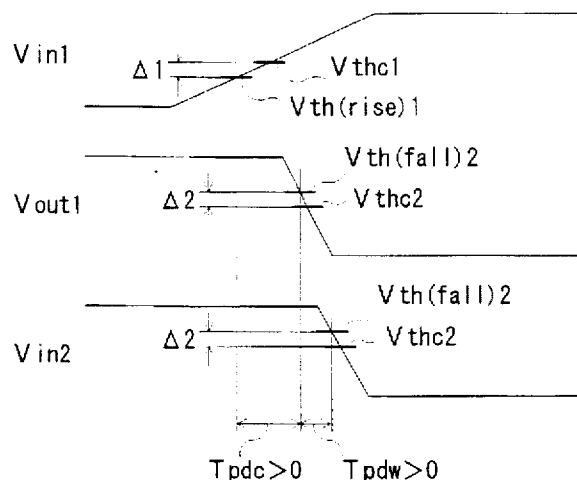 Vin1
Δ1
Vthc1
Vth(rise)1
Vth(fall)2
Vout1
Δ2
Vthc2
Vth(fall)2
Vin2
Δ2
Vthc2
Tpdc>0
Tpdw>0